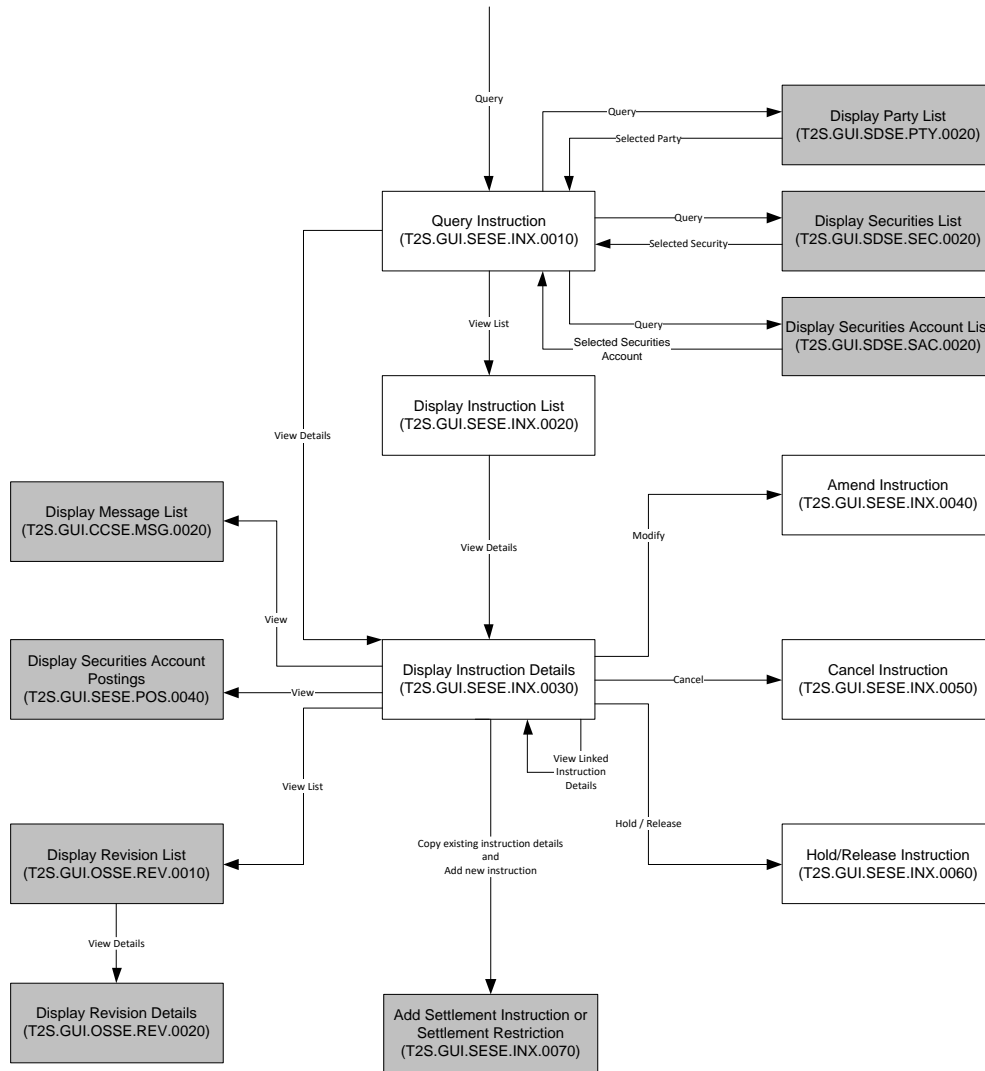 Query
Query
Display Party List
(T2S.GUI.SDSE.PTY.0020)
Selected Party
Query Instruction
(T2S.GUI.SESE.INX.0010)
Query
Display Securities List
(T2S.GUI.SDSE.SEC.0020)
Selected Security
View List
Query
Display Securities Account List
(T2S.GUI.SDSE.SAC.0020)
Selected Securities
Account
Display Instruction List
(T2S.GUI.SESE.INX.0020)
View Details
Amend Instruction
(T2S.GUI.SESE.INX.0040)
Display Message List
(T2S.GUI.CCSE.MSG.0020)
Modify
View Details
View
Display Securities Account
Postings
(T2S.GUI.SESE.POS.0040)
View
Display Instruction Details
(T2S.GUI.SESE.INX.0030)
Cancel
Cancel Instruction
(T2S.GUI.SESE.INX.0050)
View Linked
Instruction
Details
View List
Hold / Release
Copy existing instruction details
and
Add new instruction
Display Revision List
(T2S.GUI.OSSE.REV.0010)
Hold/Release Instruction
(T2S.GUI.SESE.INX.0060)
View Details
Display Revision Details
(T2S.GUI.OSSE.REV.0020)
Add Settlement Instruction or
Settlement Restriction
(T2S.GUI.SESE.INX.0070)